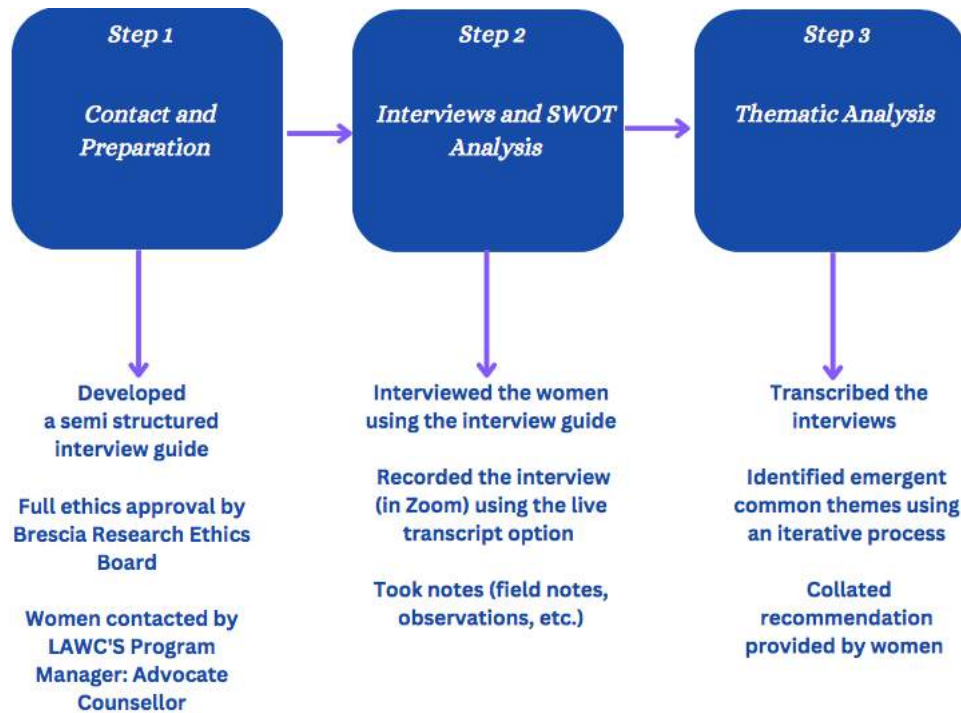 Step 1
Contact and
Preparation
Step 2
Interviews and SWOT
Analysis
Step 3
Thematic Analysis
Developed
a semi structured
interview guide
Full ethics approval by
Brescia Research Ethics
Board
Women contacted by
LAWC'S Program
Manager: Advocate
Counsellor
Interviewed the women
using the interview guide
Recorded the interview
(in Zoom) using the live
transcript option
Took notes (field notes,
observations, etc.)
Transcribed the
interviews
Identified emergent
common themes using
an iterative process
Collated
recommendation
provided by women